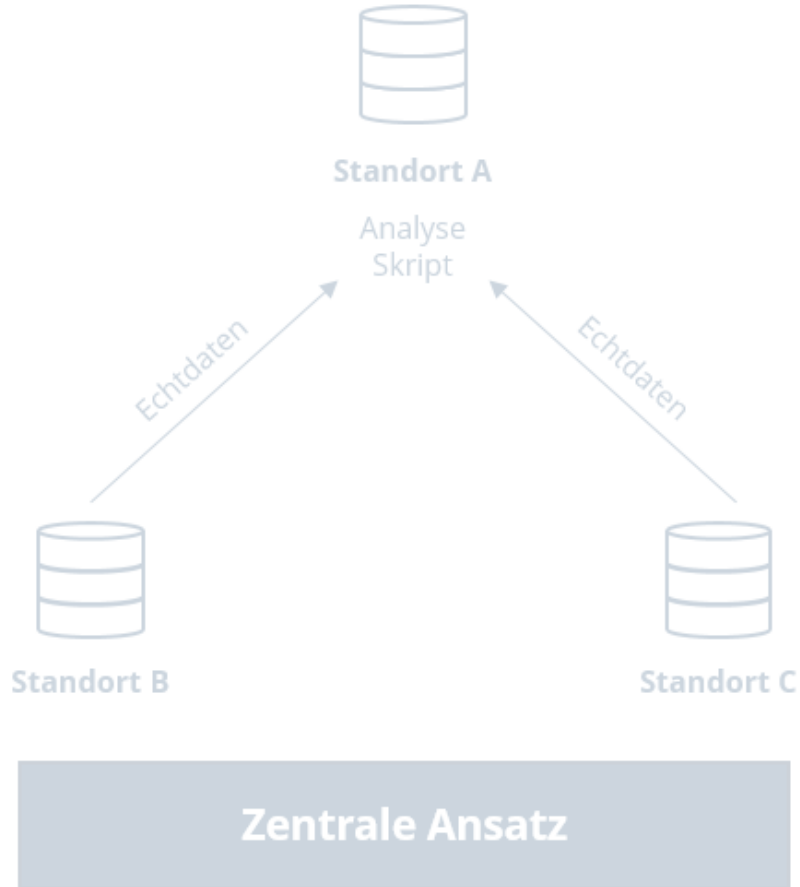 Standort A
Analyse
Skript
Echtdaten
Echtdaten
Standort B
Standort C
Zentrale Ansatz